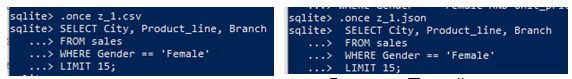 sqlite> .once z_1.csv
sqlite> SELECT City, Product_line, Branch
...> FROM sales
...> WHERE Gender == 'Female'
...> LIMIT 15;
sqlite> .once z_1.json
sqlite> SELECT City, Product_line, Branch
...> FROM sales
...> WHERE Gender == 'Female'
...> LIMIT 15;